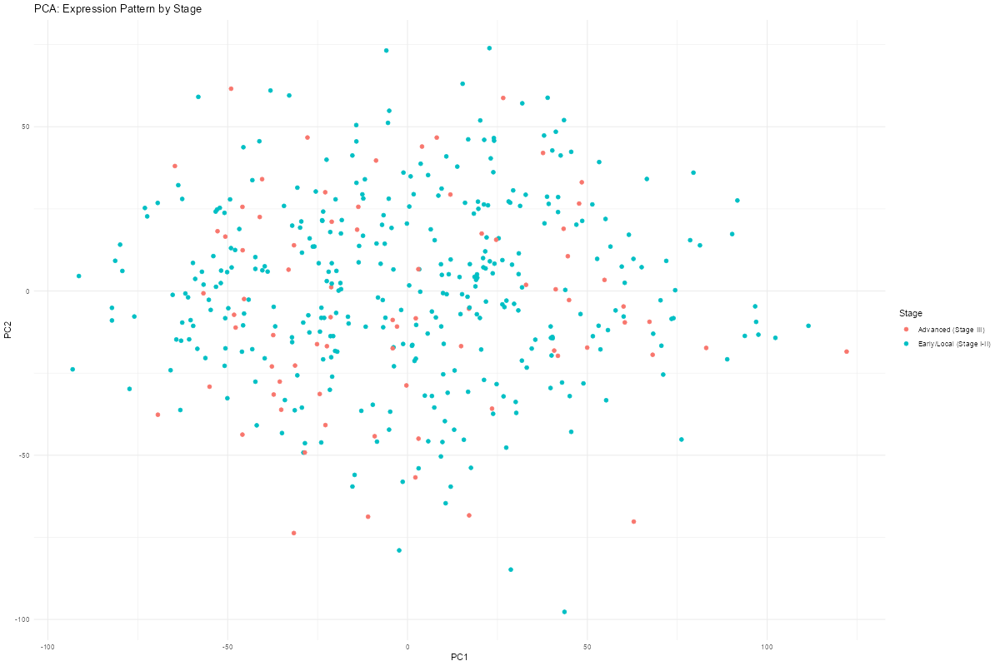 PCA: Expression Pattern by Stage
50
0
-50
-100
PC2
-100
-50
0
50
100
PC1
Stage
Advanced (Stage III)
Early/Local (Stage I-II)